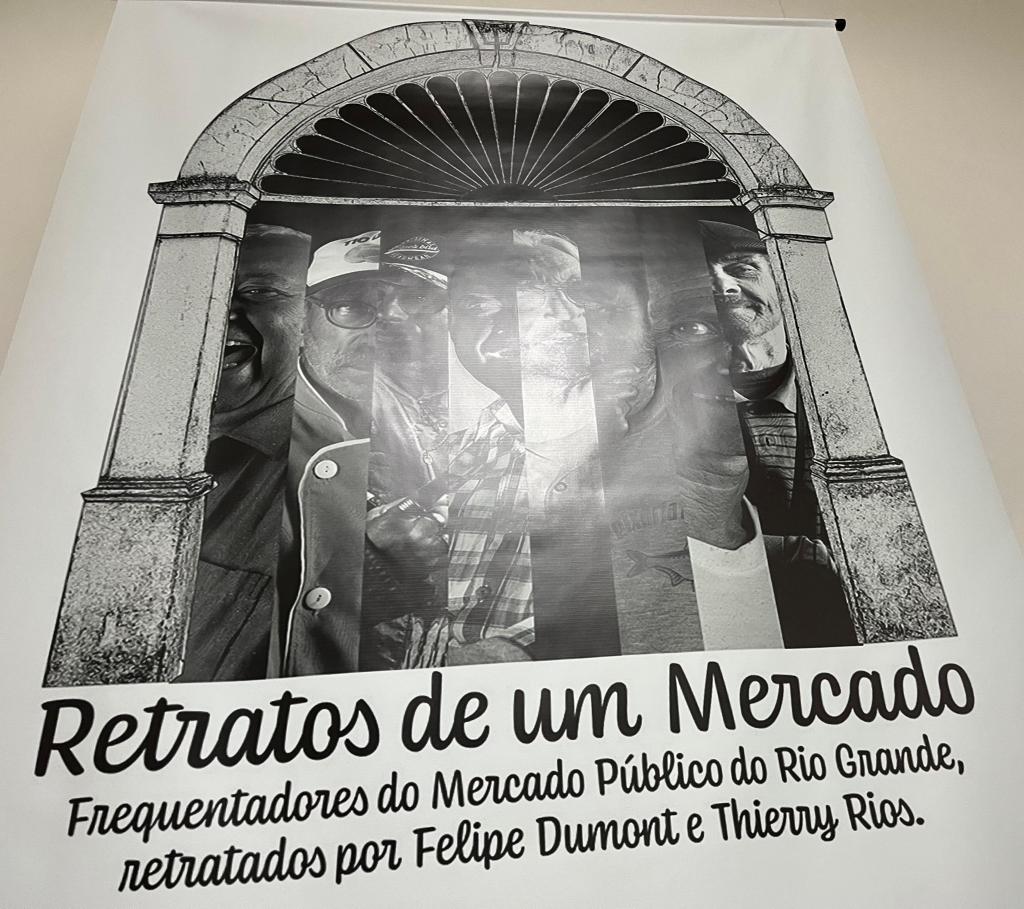 Retratos de um Mercado
Frequentadores do Mercado Público do Rio Grande,
retratados por Felipe Dumont e Thierry Rios.